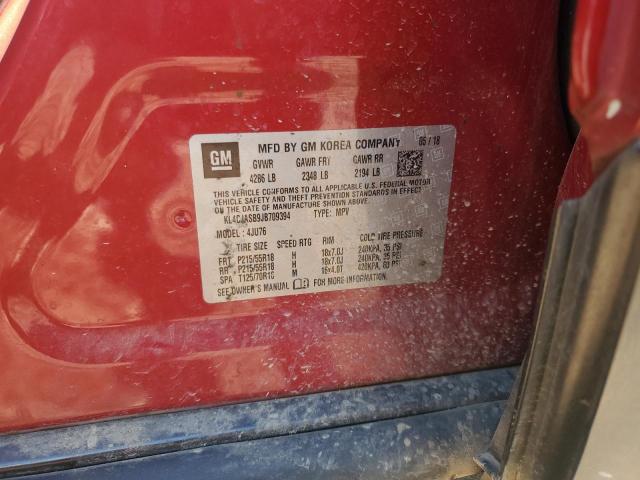 GM MFD BY GM KOREA COMPANY 05/18
GVWR GAWR FRT GAWR RR
4286 LB 2348 LB 2194 LB
THIS VEHICLE CONFORMS TO ALL APPLICABLE U.S. FEDERAL MOTOR
VEHICLE SAFETY, BUMPER, AND THEFT PREVENTION STANDARDS IN EFFECT
ON THE DATE OF MANUFACTURE SHOWN ABOVE.
KL4CJASB9JB709394 TYPE: MPV
MODEL: 4JU76
TIRE SIZE SPEED RTG RIM COLD TIRE PRESSURE
FRT P215/55R18 H 18x7.0J 240KPA, 35 PSI
RR P215/55R18 H 18x7.0J 240KPA, 35 PSI
SPA T125/70R16 M 16x4.0T 420KPA, 60 PSI
SEE OWNER'S MANUAL FOR MORE INFORMATION.